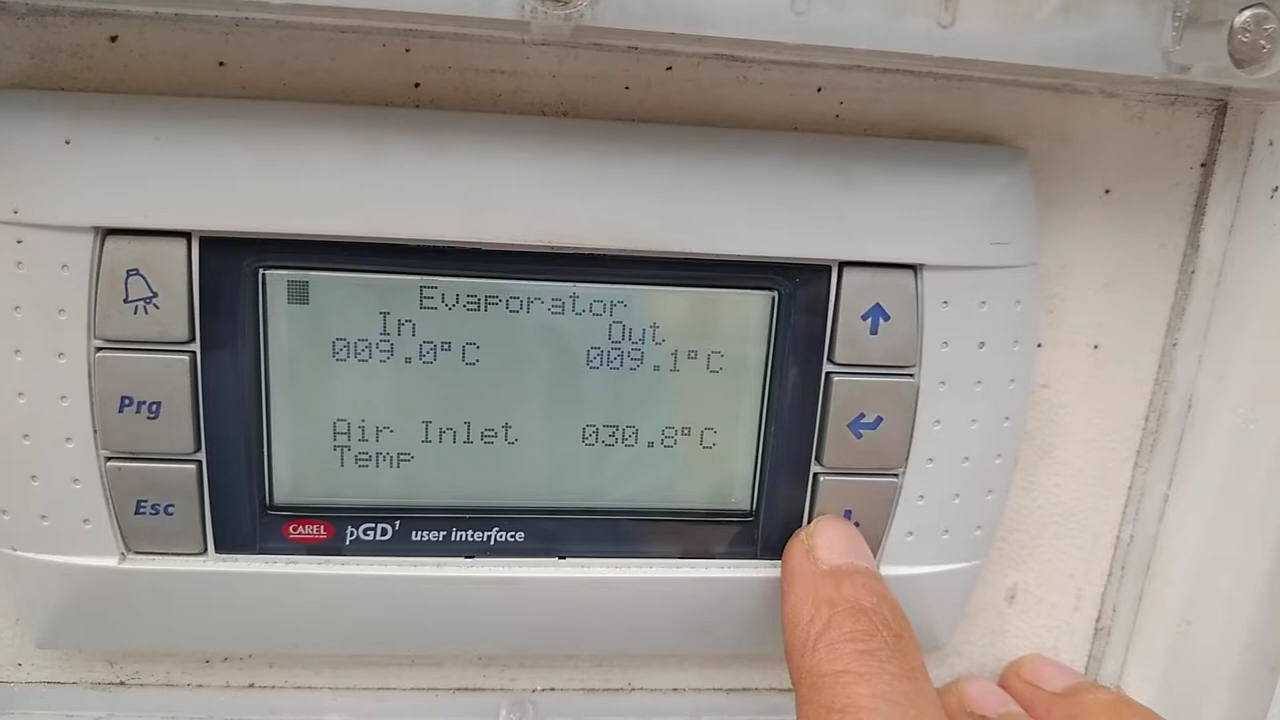 Evaporator
In Out
009.0°C 009.1°C
Air Inlet 030.8°C
Temp
Prg
Esc
CAREL pGD1 user interface